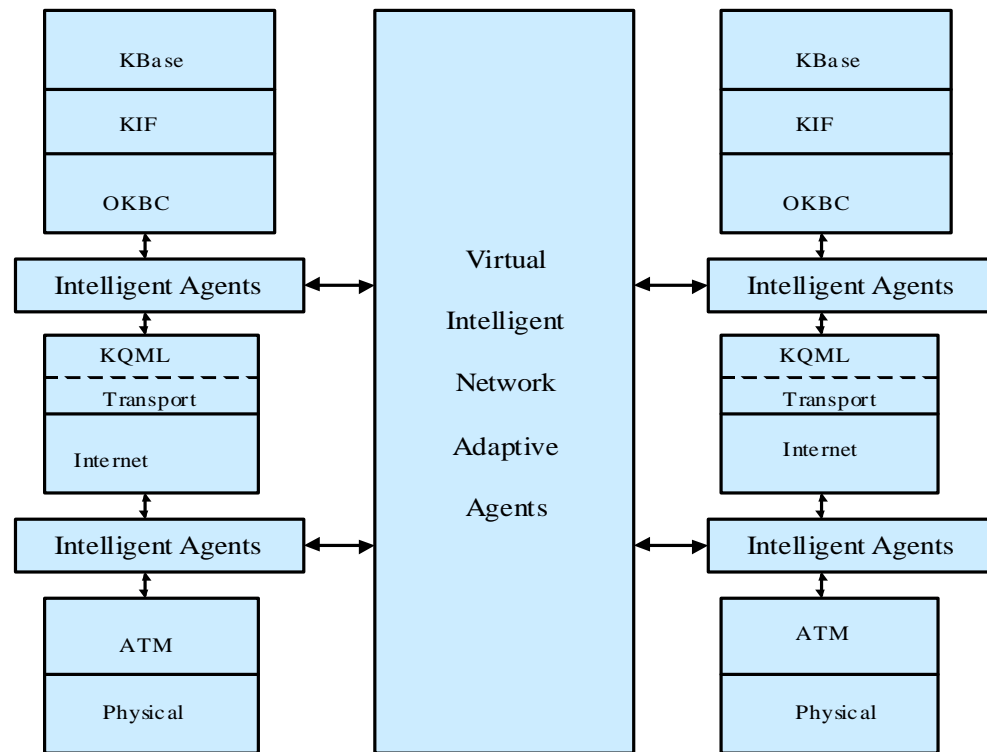 KBase
KIF
OKBC
Intelligent Agents
KQML
Transport
Internet
Intelligent Agents
ATM
Physical
Virtual
Intelligent
Network
Adaptive
Agents
KBase
KIF
OKBC
Intelligent Agents
KQML
Transport
Internet
Intelligent Agents
ATM
Physical